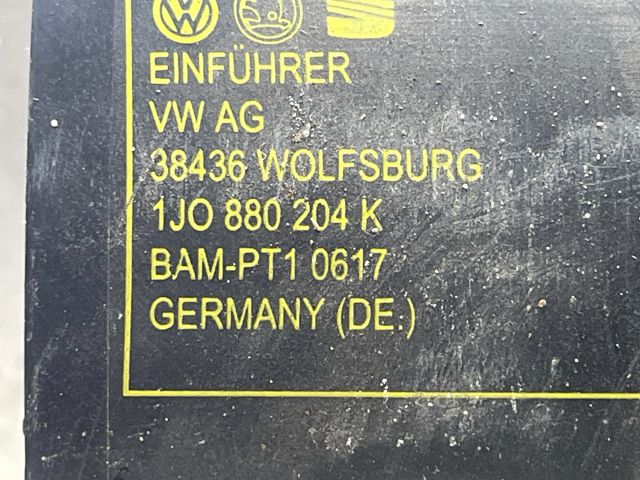 EINFÜHRER
VW AG
38436 WOLFSBURG
1JO 880 204 K
BAM-PT1 0617
GERMANY (DE.)